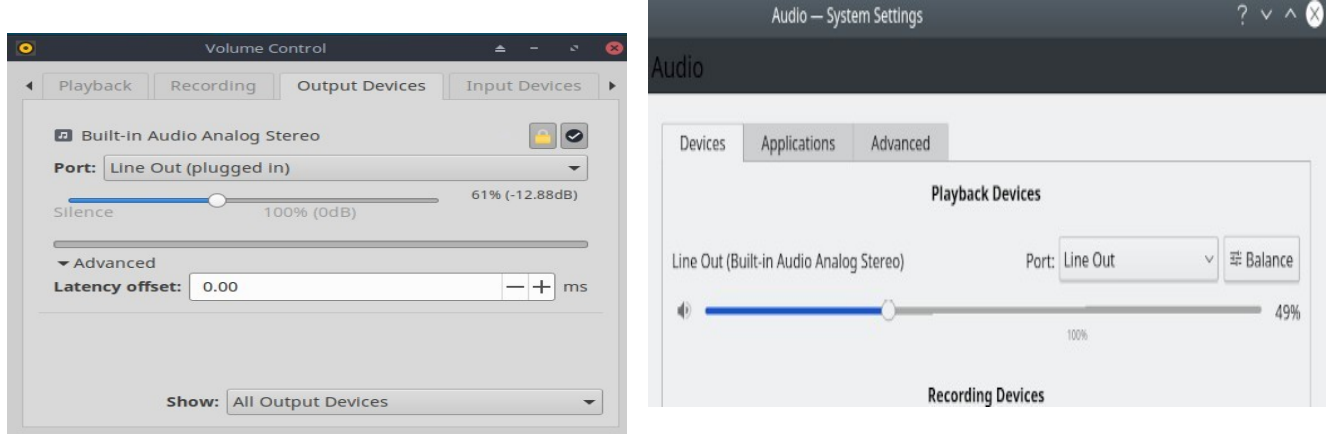 Volume Control
Playback Recording Output Devices Input Devices
Built-in Audio Analog Stereo
Port: Line Out (plugged in)
61% (-12.88dB)
Silence 100% (0dB)
Advanced
Latency offset: 0.00 ms
Show: All Output Devices
Audio — System Settings
Audio
Devices Applications Advanced
Playback Devices
Line Out (Built-in Audio Analog Stereo) Port: Line Out Balance
49%
100%
Recording Devices